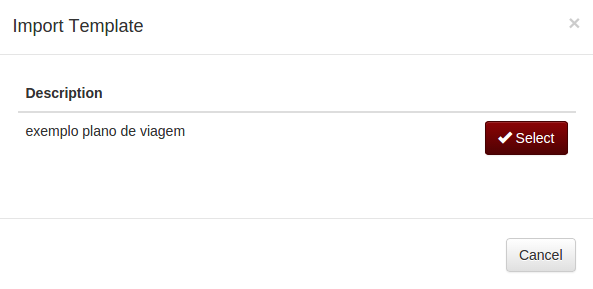 Import Template
×
Description
exemplo plano de viagem
Select
Cancel